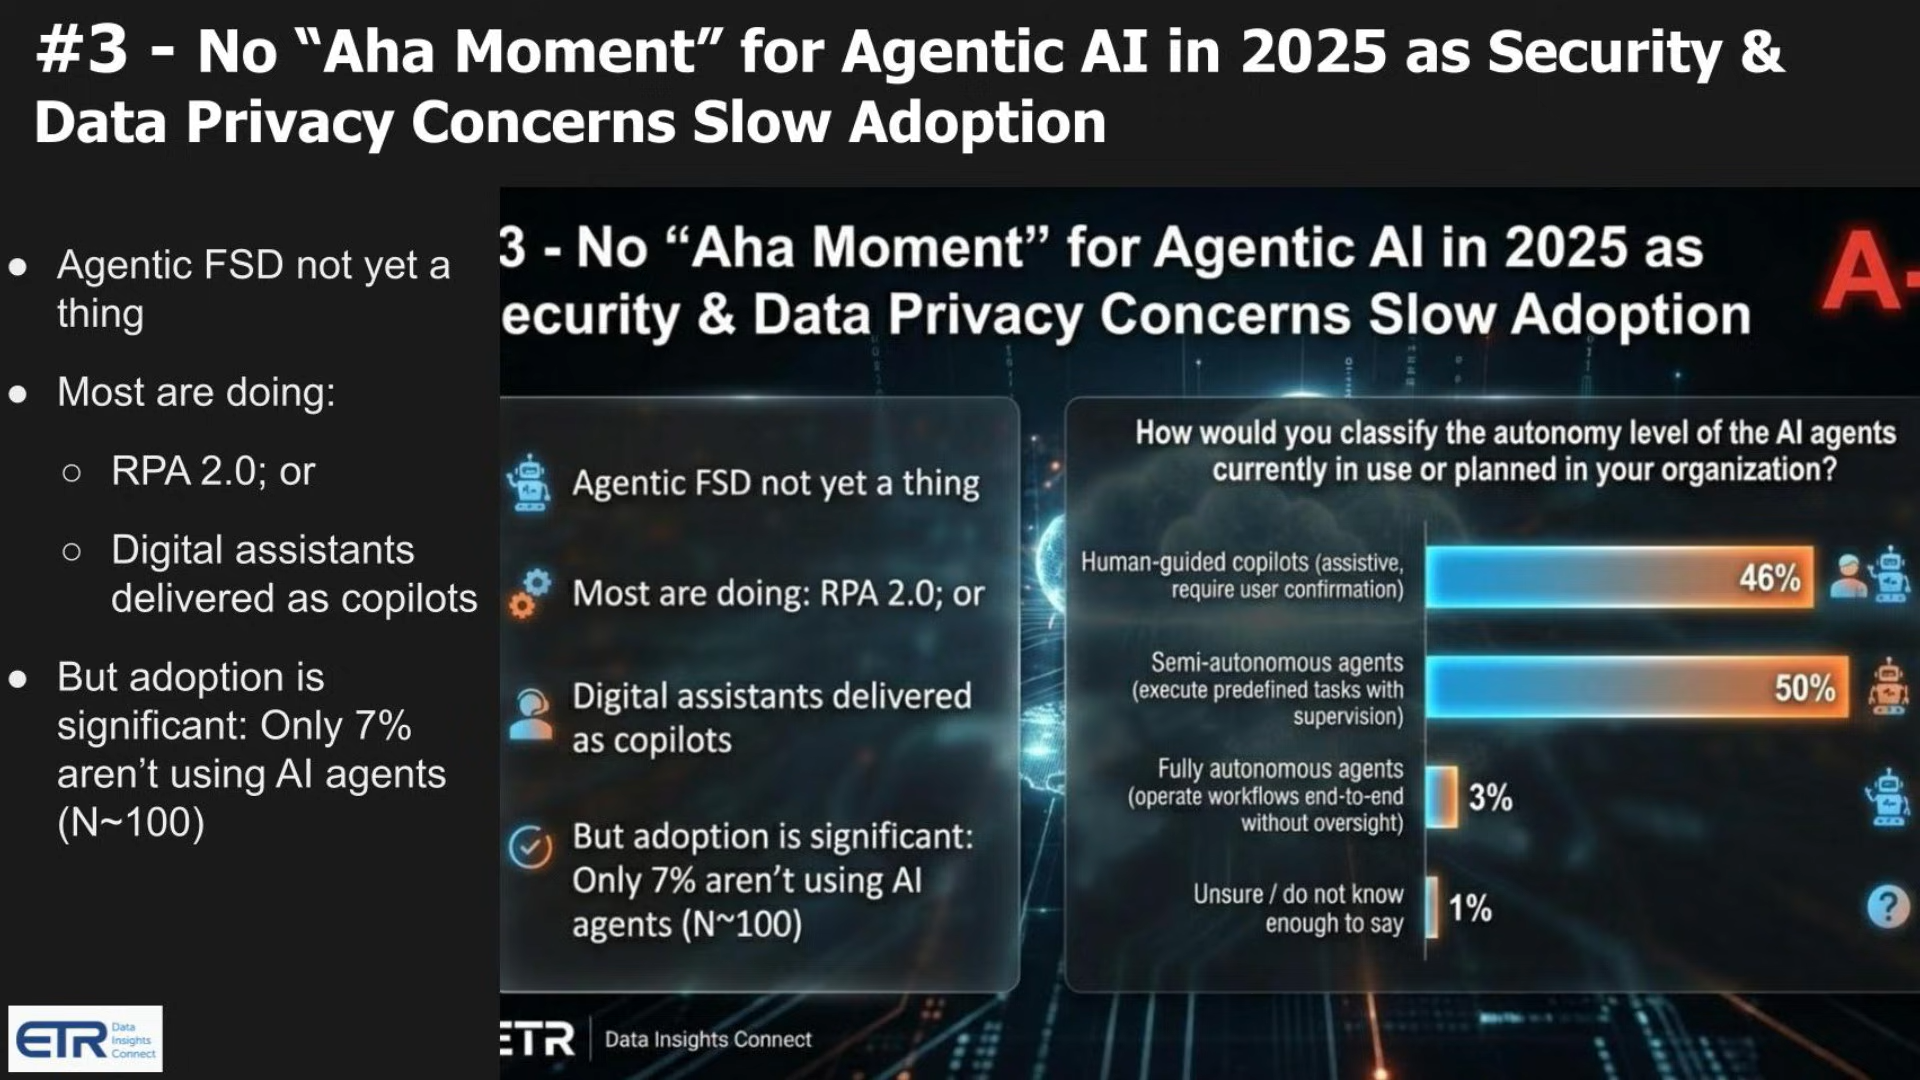 #3 - No “Aha Moment” for Agentic AI in 2025 as Security &
Data Privacy Concerns Slow Adoption
● Agentic FSD not yet a
thing
● Most are doing:
○ RPA 2.0; or
○ Digital assistants
delivered as copilots
● But adoption is
significant: Only 7%
aren’t using AI agents
(N~100)
ETR Data
Insights
Connect
3 - No “Aha Moment” for Agentic AI in 2025 as
ecurity & Data Privacy Concerns Slow Adoption
A-
Agentic FSD not yet a thing
Most are doing: RPA 2.0; or
Digital assistants delivered
as copilots
But adoption is significant:
Only 7% aren’t using AI
agents (N~100)
How would you classify the autonomy level of the AI agents
currently in use or planned in your organization?
Human-guided copilots (assistive,
require user confirmation)
46%
Semi-autonomous agents
(execute predefined tasks with
supervision)
50%
Fully autonomous agents
(operate workflows end-to-end
without oversight)
3%
Unsure / do not know
enough to say
1%
?
ETR | Data Insights Connect